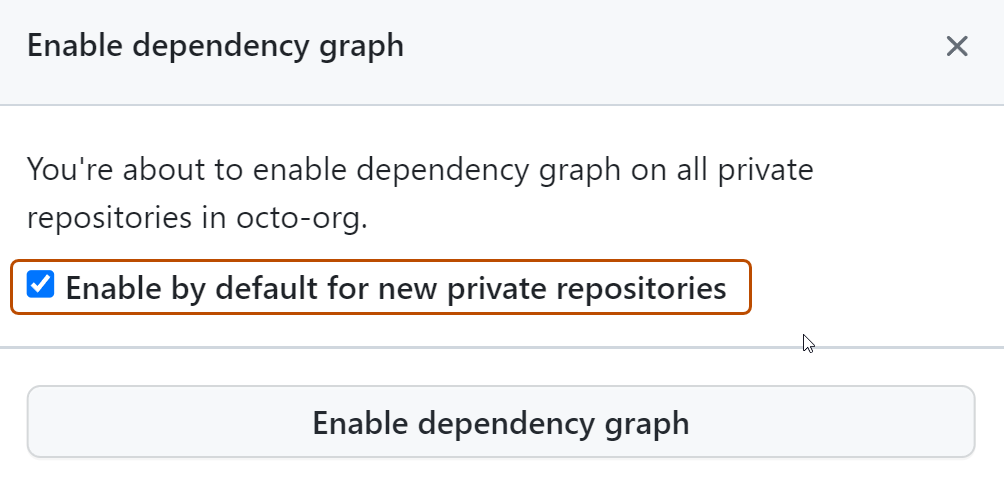 Enable dependency graph
You're about to enable dependency graph on all private
repositories in octo-org.
Enable by default for new private repositories
Enable dependency graph